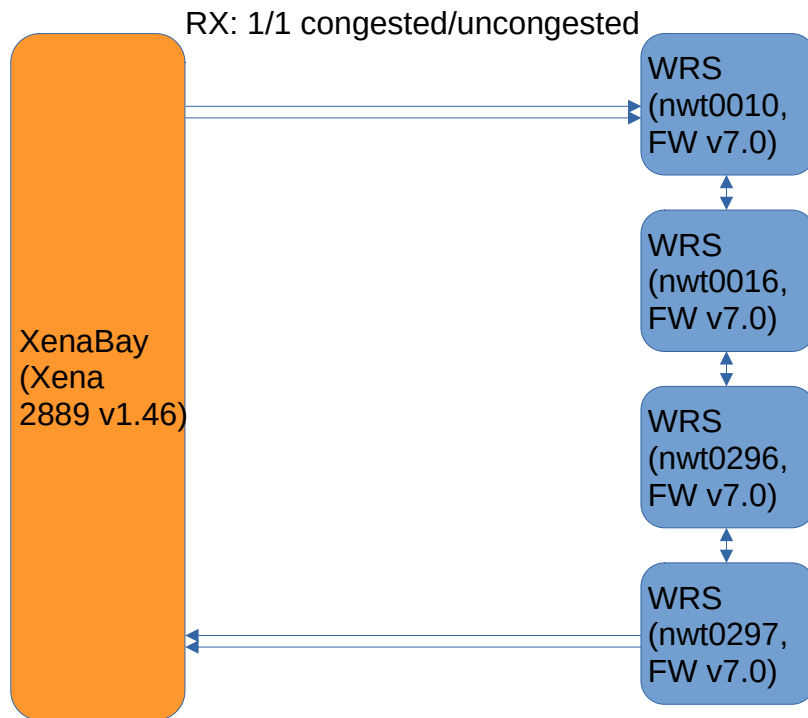 RX: 1/1 congested/uncongested
WRS
(nwt0010,
FW v7.0)
WRS
(nwt0016,
FW v7.0)
XenaBay
(Xena
2889 v1.46)
WRS
(nwt0296,
FW v7.0)
WRS
(nwt0297,
FW v7.0)